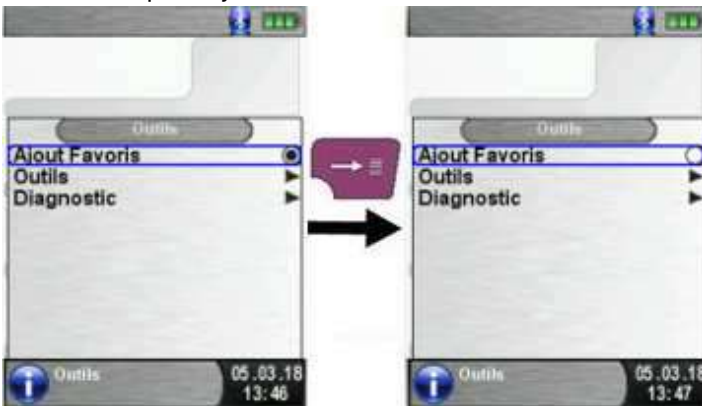 Outils
Ajout Favoris
Outils
Diagnostic
Outils
05.03.18
13:46
Outils
Ajout Favoris
Outils
Diagnostic
Outils
05.03.18
13:47